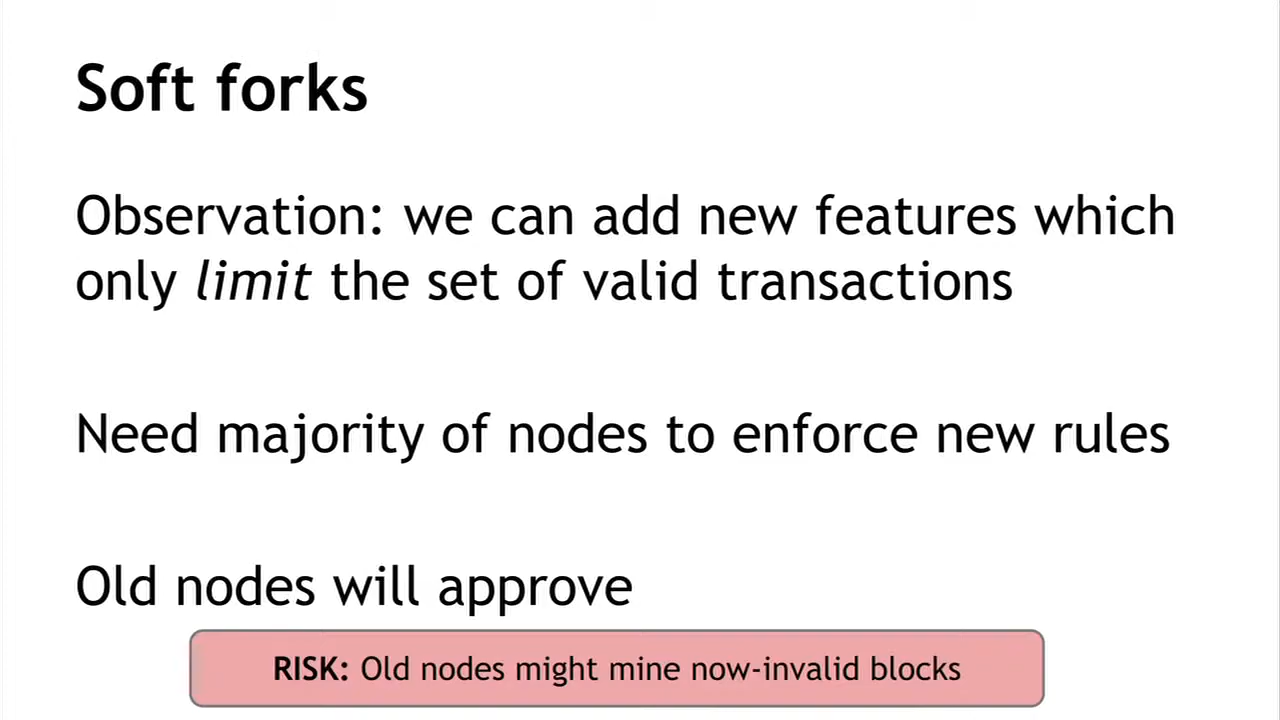 Soft forks
Observation: we can add new features which
only limit the set of valid transactions
Need majority of nodes to enforce new rules
Old nodes will approve
RISK: Old nodes might mine now-invalid blocks